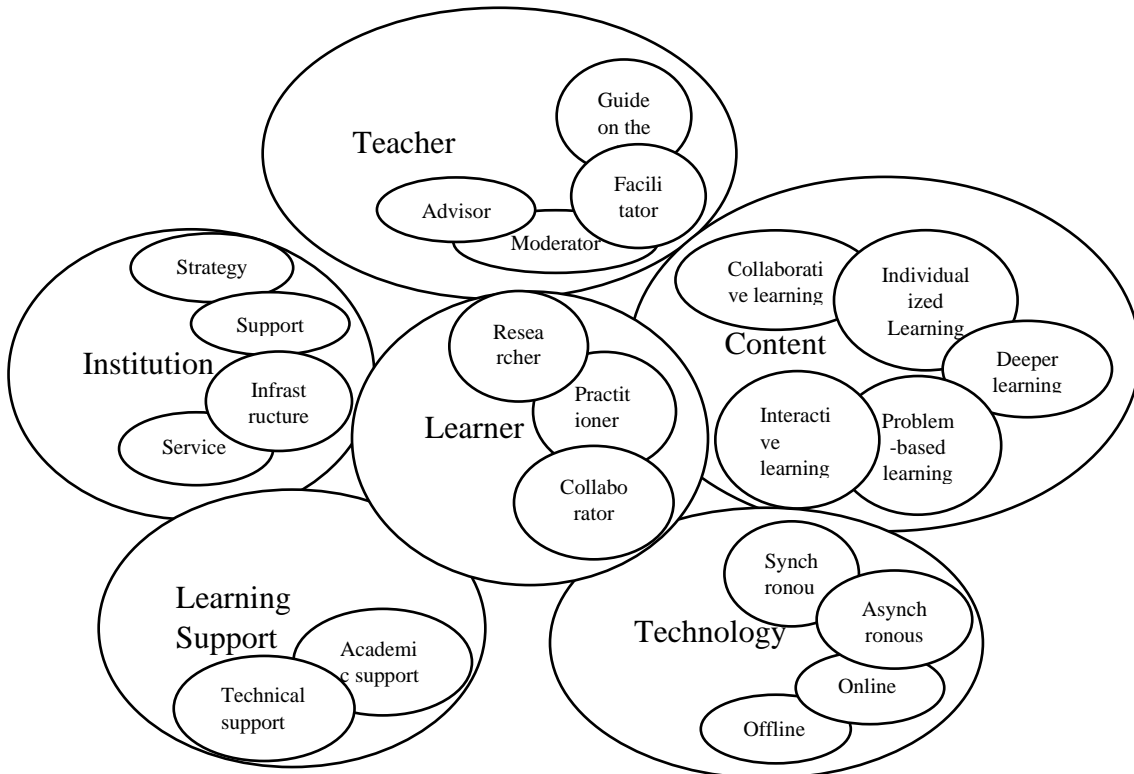 Teacher
Guide
on the
Facili
tator
Advisor
Moderator
Institution
Strategy
Support
Infrast
ructure
Service
Learner
Resea
rcher
Practit
ioner
Collabo
rator
Content
Collaborati
ve learning
Individual
ized Learning
Deeper
learning
Interacti
ve
learning
Problem
-based
learning
Learning
Support
Academi
c support
Technical
support
Technology
Synch
ronou
Asynch
ronous
Online
Offline